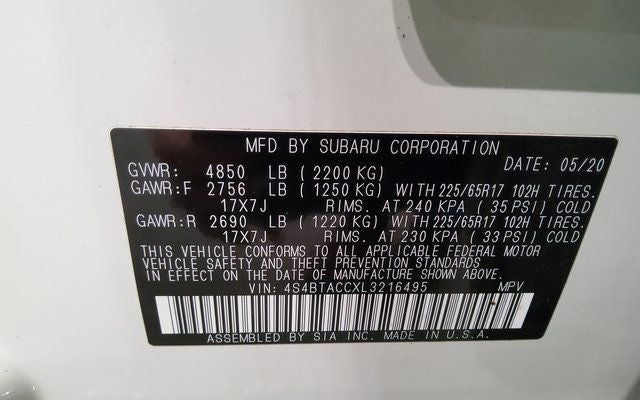 MFD BY SUBARU CORPORATION
GVWR: 4850 LB (2200 KG) DATE: 05/20
GAWR:F 2756 LB (1250 KG) WITH 225/65R17 102H TIRES.
17X7J RIMS. AT 240 KPA (35 PSI) COLD
GAWR:R 2690 LB (1220 KG) WITH 225/65R17 102H TIRES.
17X7J RIMS. AT 230 KPA (33 PSI) COLD
THIS VEHICLE CONFORMS TO ALL APPLICABLE FEDERAL MOTOR
VEHICLE SAFETY AND THEFT PREVENTION STANDARDS
IN EFFECT ON THE DATE OF MANUFACTURE SHOWN ABOVE.
VIN: 4S4BTACCXL3216495 MPV
ASSEMBLED BY SIA INC. MADE IN U.S.A.